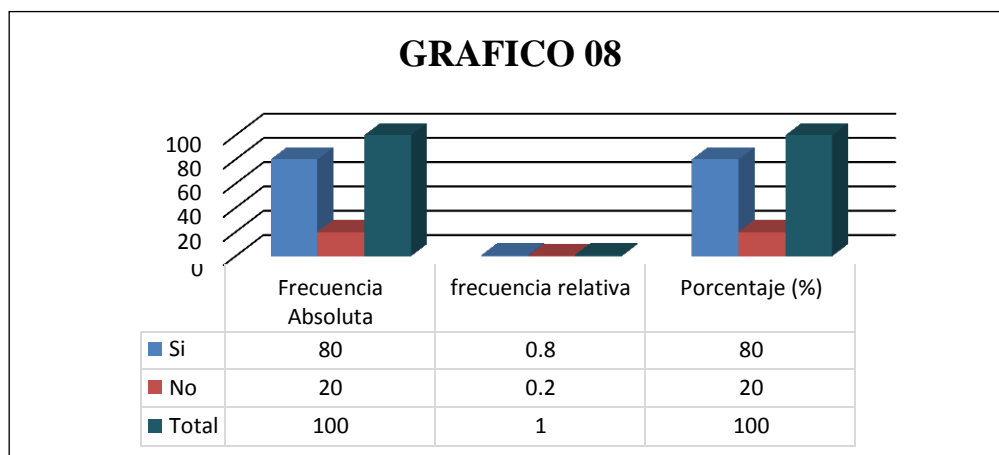 GRAFICO 08
100
80
60
40
20
0
Frecuencia Absoluta
frecuencia relativa
Porcentaje (%)
Si 80 0.8 80
No 20 0.2 20
Total 100 1 100